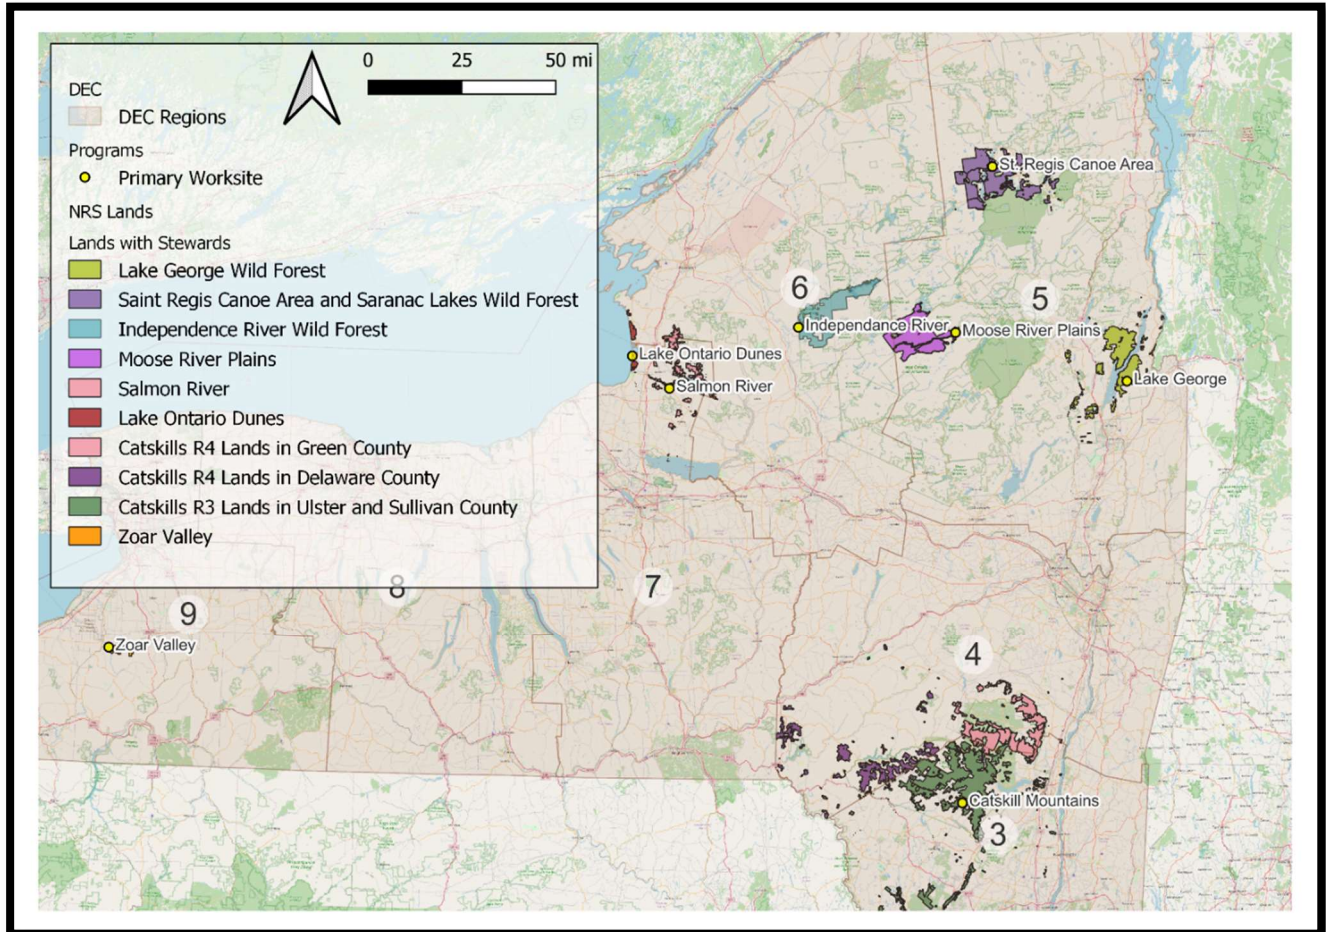 0 25 50 mi
DEC
DEC Regions
Programs
Primary Worksite
NRS Lands
Lands with Stewards
Lake George Wild Forest
Saint Regis Canoe Area and Saranac Lakes Wild Forest
Independence River Wild Forest
Moose River Plains
Salmon River
Lake Ontario Dunes
Catskills R4 Lands in Green County
Catskills R4 Lands in Delaware County
Catskills R3 Lands in Ulster and Sullivan County
Zoar Valley
St. Regis Canoe Area
6
5
Independance River
Moose River Plains
Lake Ontario Dunes
Salmon River
Lake George
8
7
9
Zoar Valley
4
Catskill Mountains
3